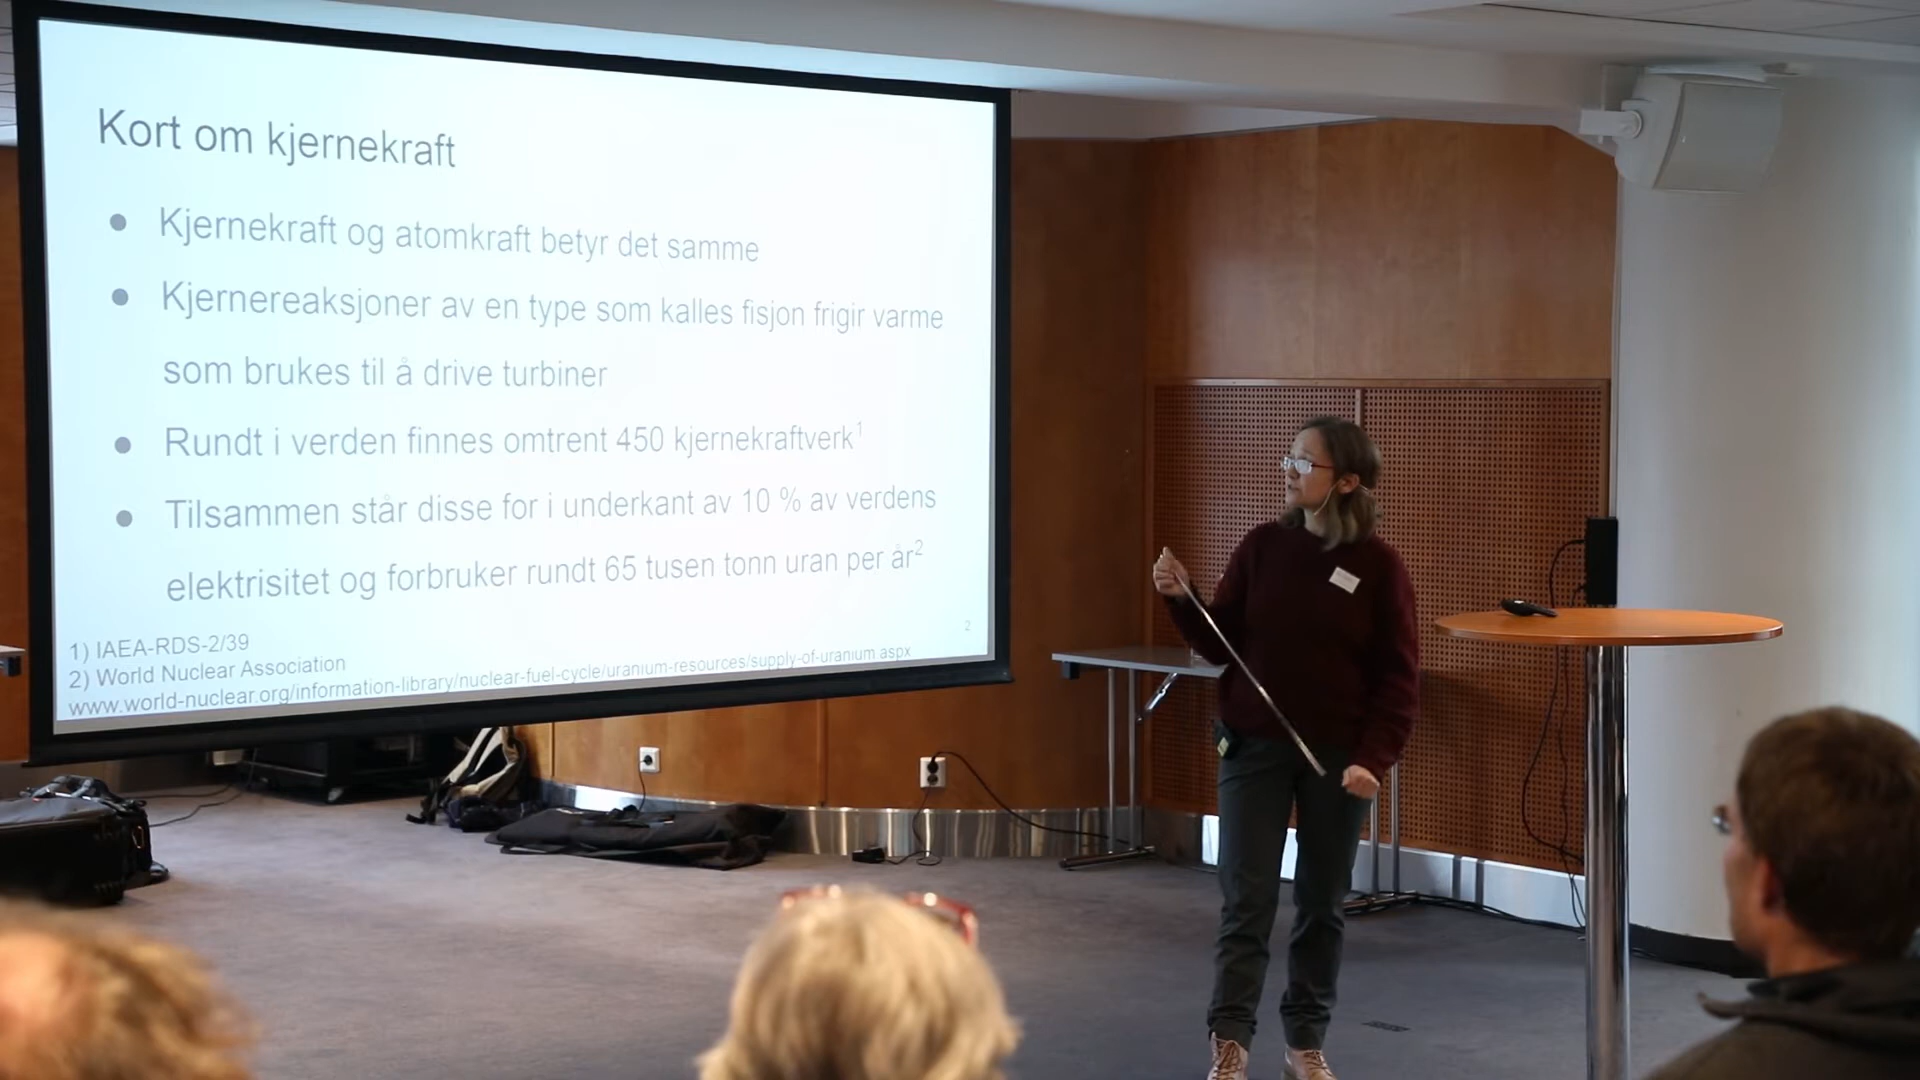 Kort om kjernekraft
● Kjernekraft og atomkraft betyr det samme
● Kjernereaksjoner av en type som kalles fisjon frigir varme
som brukes til å drive turbiner
● Rundt i verden finnes omtrent 450 kjernekraftverk¹
● Tilsammen står disse for i underkant av 10 % av verdens
elektrisitet og forbruker rundt 65 tusen tonn uran per år²
2
1) IAEA-RDS-2/39
2) World Nuclear Association
www.world-nuclear.org/information-library/nuclear-fuel-cycle/uranium-resources/supply-of-uranium.aspx